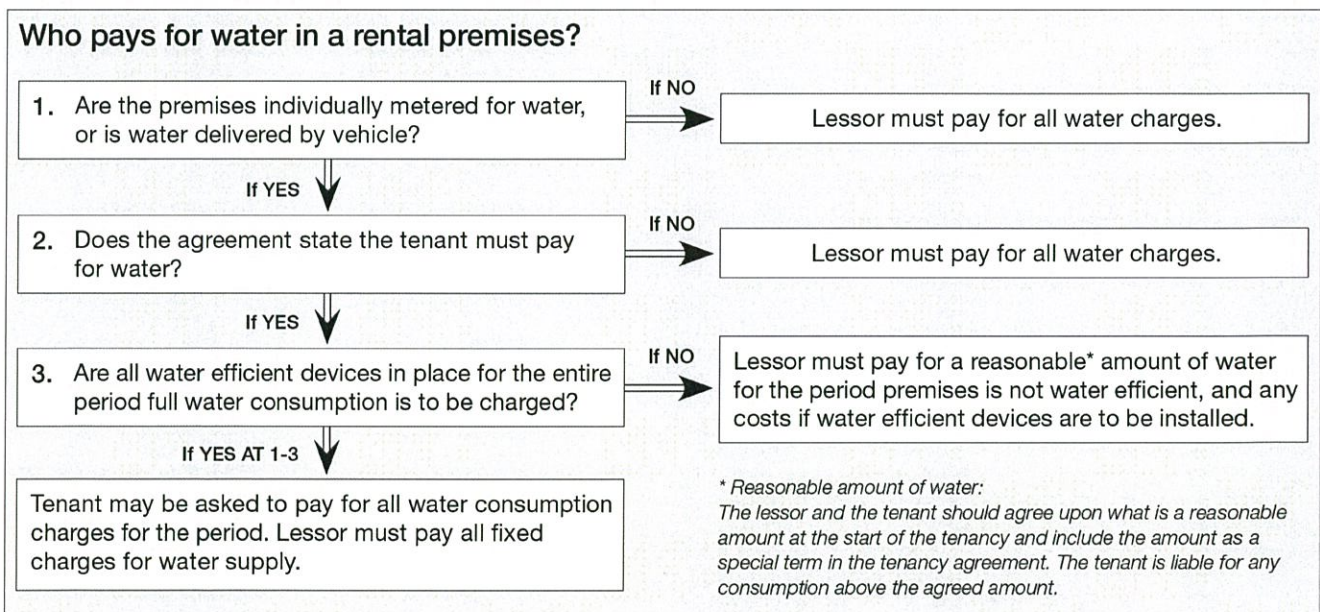 Who pays for water in a rental premises?
1. Are the premises individually metered for water,
or is water delivered by vehicle?
If NO
Lessor must pay for all water charges.
If YES
2. Does the agreement state the tenant must pay
for water?
If NO
Lessor must pay for all water charges.
If YES
3. Are all water efficient devices in place for the entire
period full water consumption is to be charged?
If NO
Lessor must pay for a reasonable* amount of water
for the period premises is not water efficient, and any
costs if water efficient devices are to be installed.
If YES AT 1-3
Tenant may be asked to pay for all water consumption
charges for the period. Lessor must pay all fixed
charges for water supply.
* Reasonable amount of water:
The lessor and the tenant should agree upon what is a reasonable
amount at the start of the tenancy and include the amount as a
special term in the tenancy agreement. The tenant is liable for any
consumption above the agreed amount.